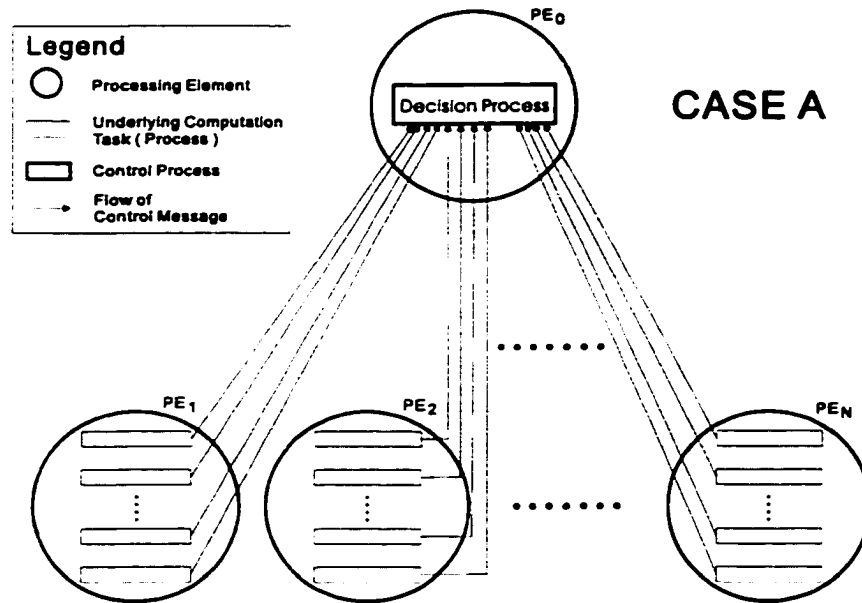 PE0
Legend
Processing Element
Underlying Computation
Task ( Process )
Control Process
Flow of
Control Message
Decision Process
CASE A
PE1
PE2
PEN